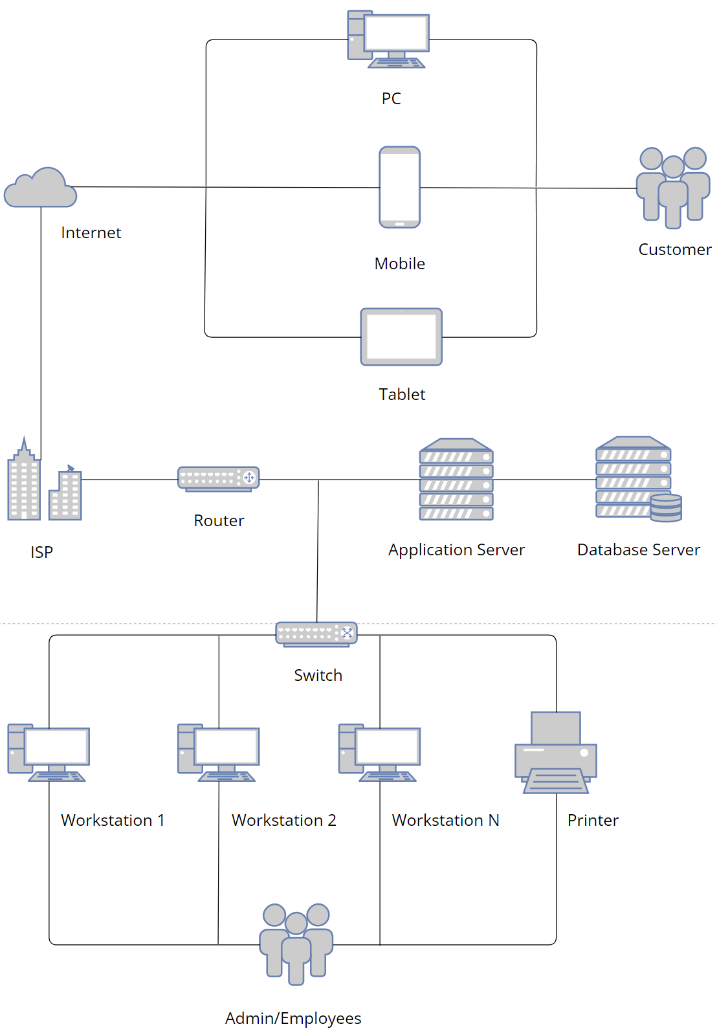 PC
Internet
Mobile
Customer
Tablet
ISP
Router
Application Server
Database Server
Switch
Workstation 1
Workstation 2
Workstation N
Printer
Admin/Employees